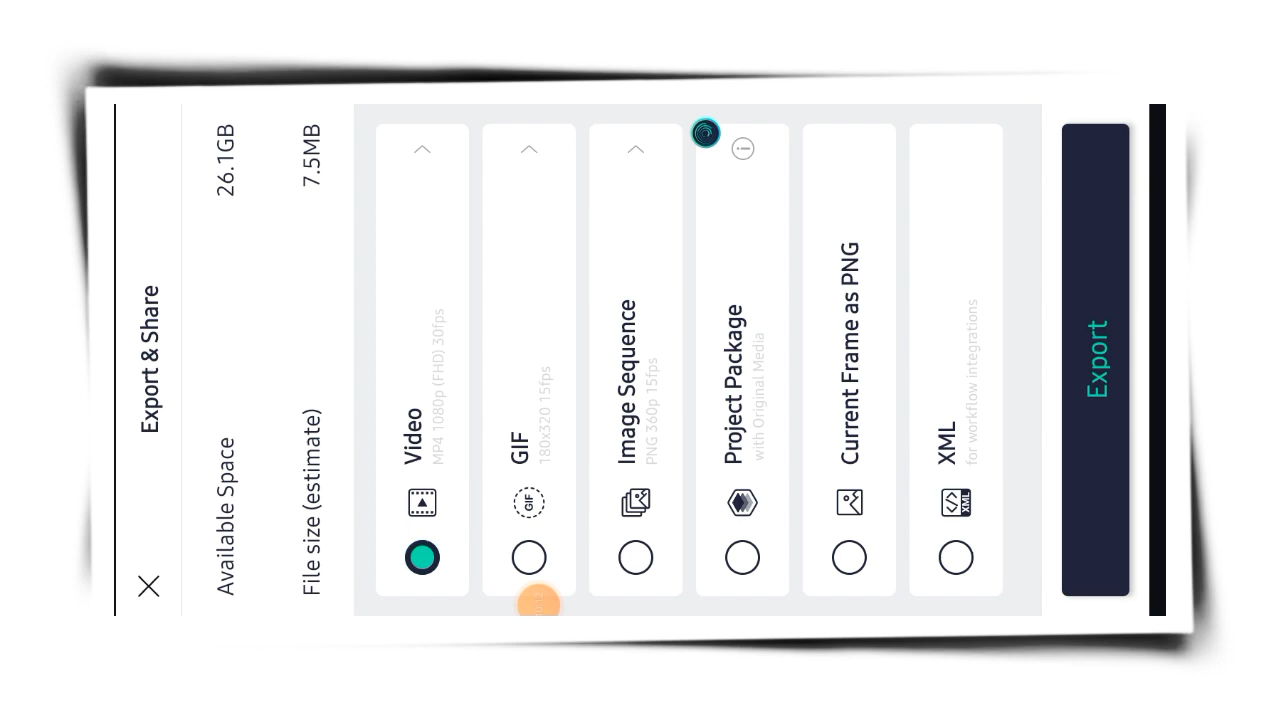 Export & Share
Available Space 26.1GB
File size (estimate) 7.5MB
Video
MP4 1080p (FHD) 30fps
GIF
GIF
180x320 15fps
Image Sequence
PNG 360p 15fps
Project Package
with Original Media
Current Frame as PNG
XML
XML
for workflow integrations
Export